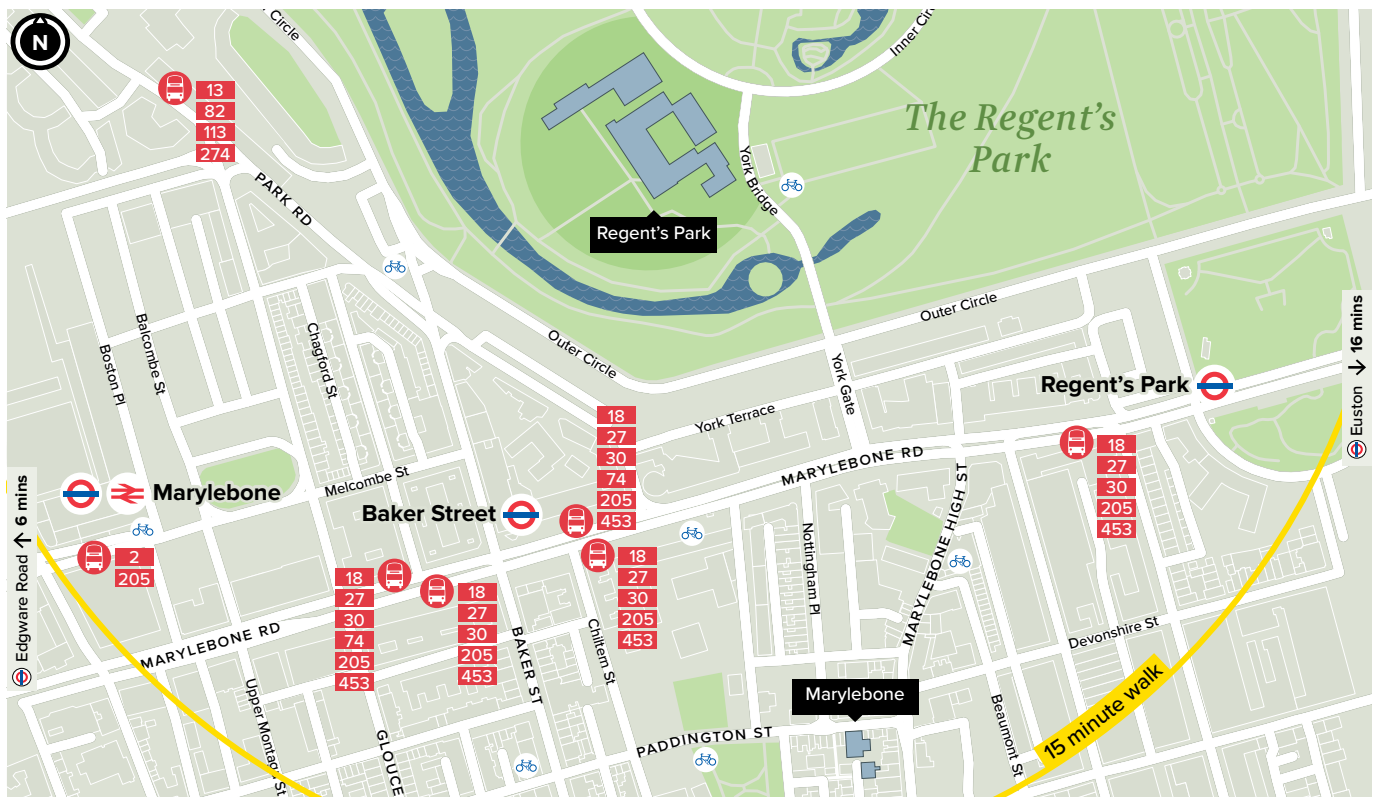 N
Circle
Inner Circ
13
82
113
274
The Regent's
Park
York Bridge
PARK RD
Regent's Park
Outer Circle
Outer Circle
Balcombe St
Boston Pl
Chagford St
York Gate
York Terrace
Regent's Park
Euston → 16 mins
18
27
30
74
205
453
MARYLEBONE RD
18
27
30
205
453
Melcombe St
Marylebone
Baker Street
Edgware Road ← 6 mins
2
205
18
27
30
74
205
453
18
27
30
205
453
18
27
30
205
453
Nottingham Pl
MARYLEBONE HIGH ST
MARYLEBONE RD
BAKER ST
Chiltern St
Devonshire St
Upper Montagu St
GLOUCE
PADDINGTON ST
Marylebone
Beaumont St
15 minute walk